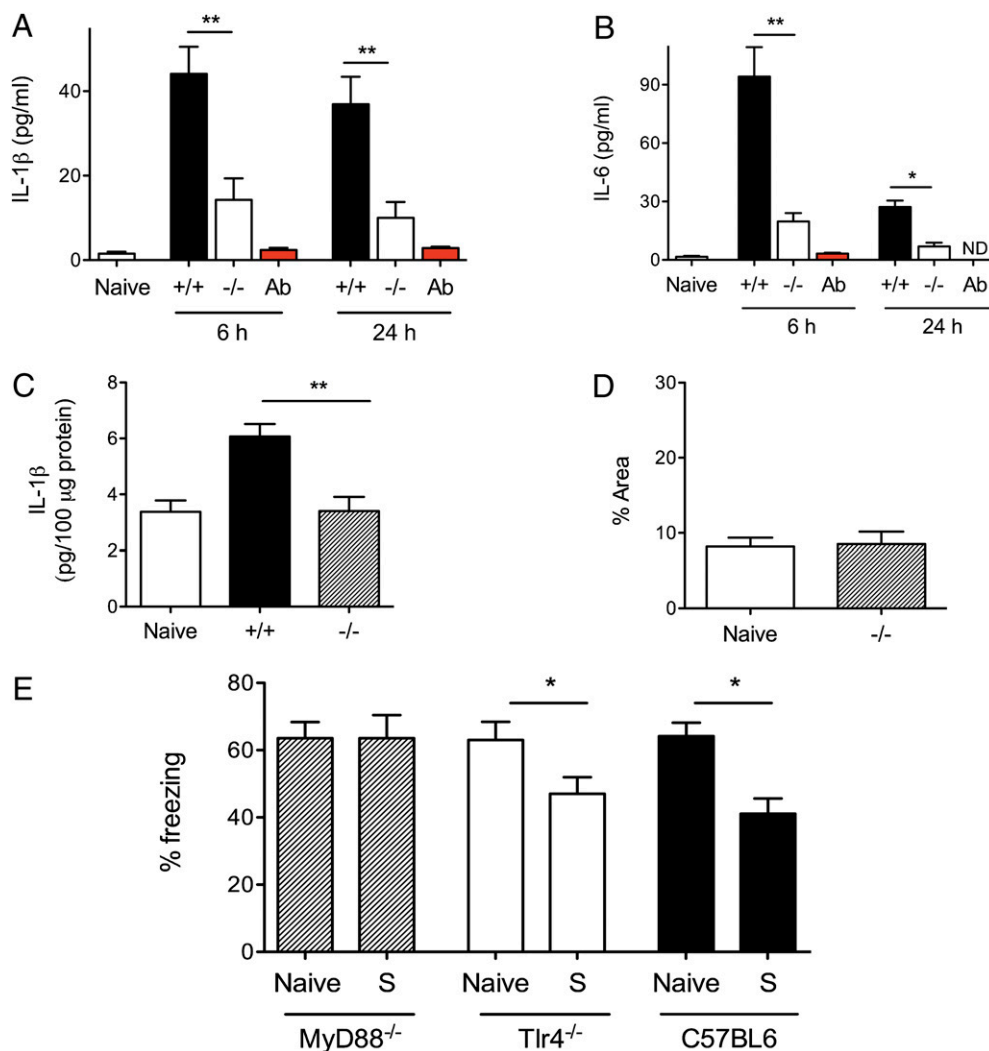 A
IL-1β (pg/ml)
40
20
0
**
**
Naive +/+ -/- Ab +/+ -/- Ab
6 h 24 h
B
IL-6 (pg/ml)
90
60
30
0
**
*
ND
Naive +/+ -/- Ab +/+ -/- Ab
6 h 24 h
C
IL-1β
(pg/100 μg protein)
8
6
4
2
0
**
Naive +/+ -/-
D
% Area
30
20
10
0
Naive -/-
E
% freezing
80
60
40
20
0
*
*
Naive S Naive S Naive S
MyD88⁻/⁻ Tlr4⁻/⁻ C57BL6